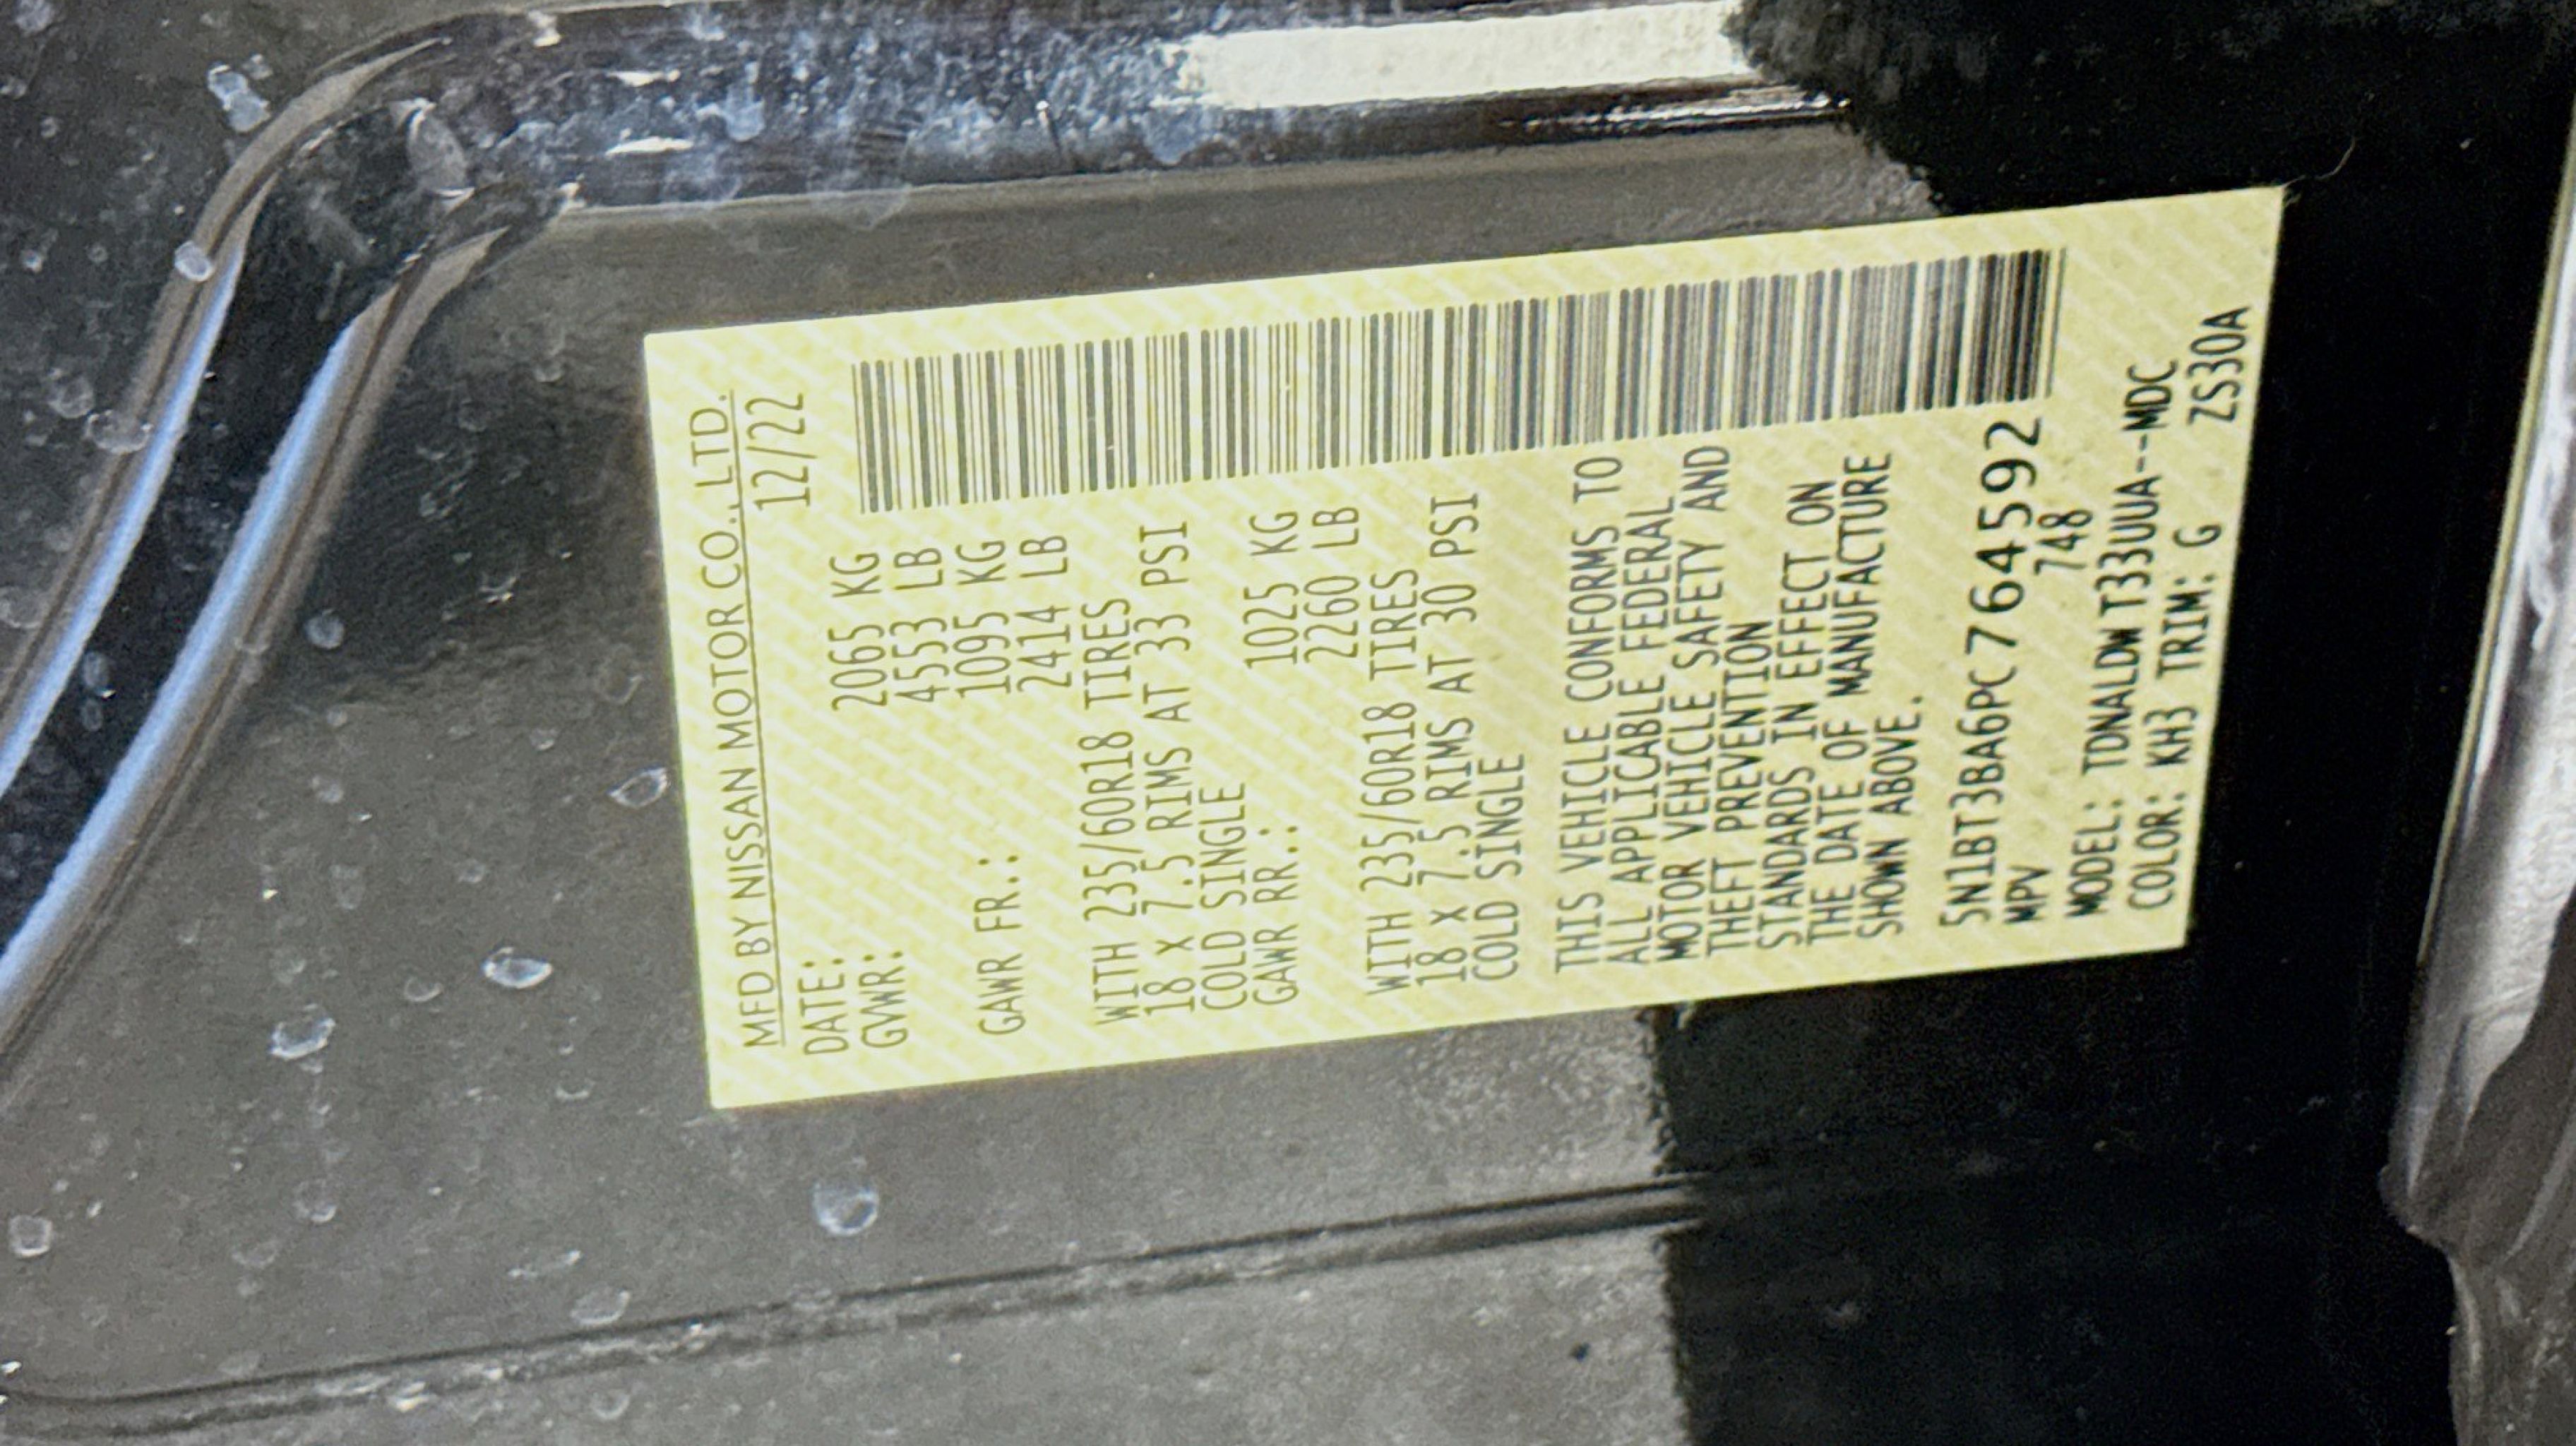 MFD BY NISSAN MOTOR CO., LTD.
DATE: 12/22
GVWR: 2065 KG
4553 LB
GAWR FR.: 1095 KG
2414 LB
WITH 235/60R18 TIRES
18 x 7.5 RIMS AT 33 PSI
COLD SINGLE
GAWR RR.: 1025 KG
2260 LB
WITH 235/60R18 TIRES
18 x 7.5 RIMS AT 30 PSI
COLD SINGLE
THIS VEHICLE CONFORMS TO
ALL APPLICABLE FEDERAL
MOTOR VEHICLE SAFETY AND
THEFT PREVENTION
STANDARDS IN EFFECT ON
THE DATE OF MANUFACTURE
SHOWN ABOVE.
5N1BT3BA6PC764592
MPV 748
MODEL: TDNALDW T33UUA--MDC
COLOR: KH3 TRIM: G ZS30A